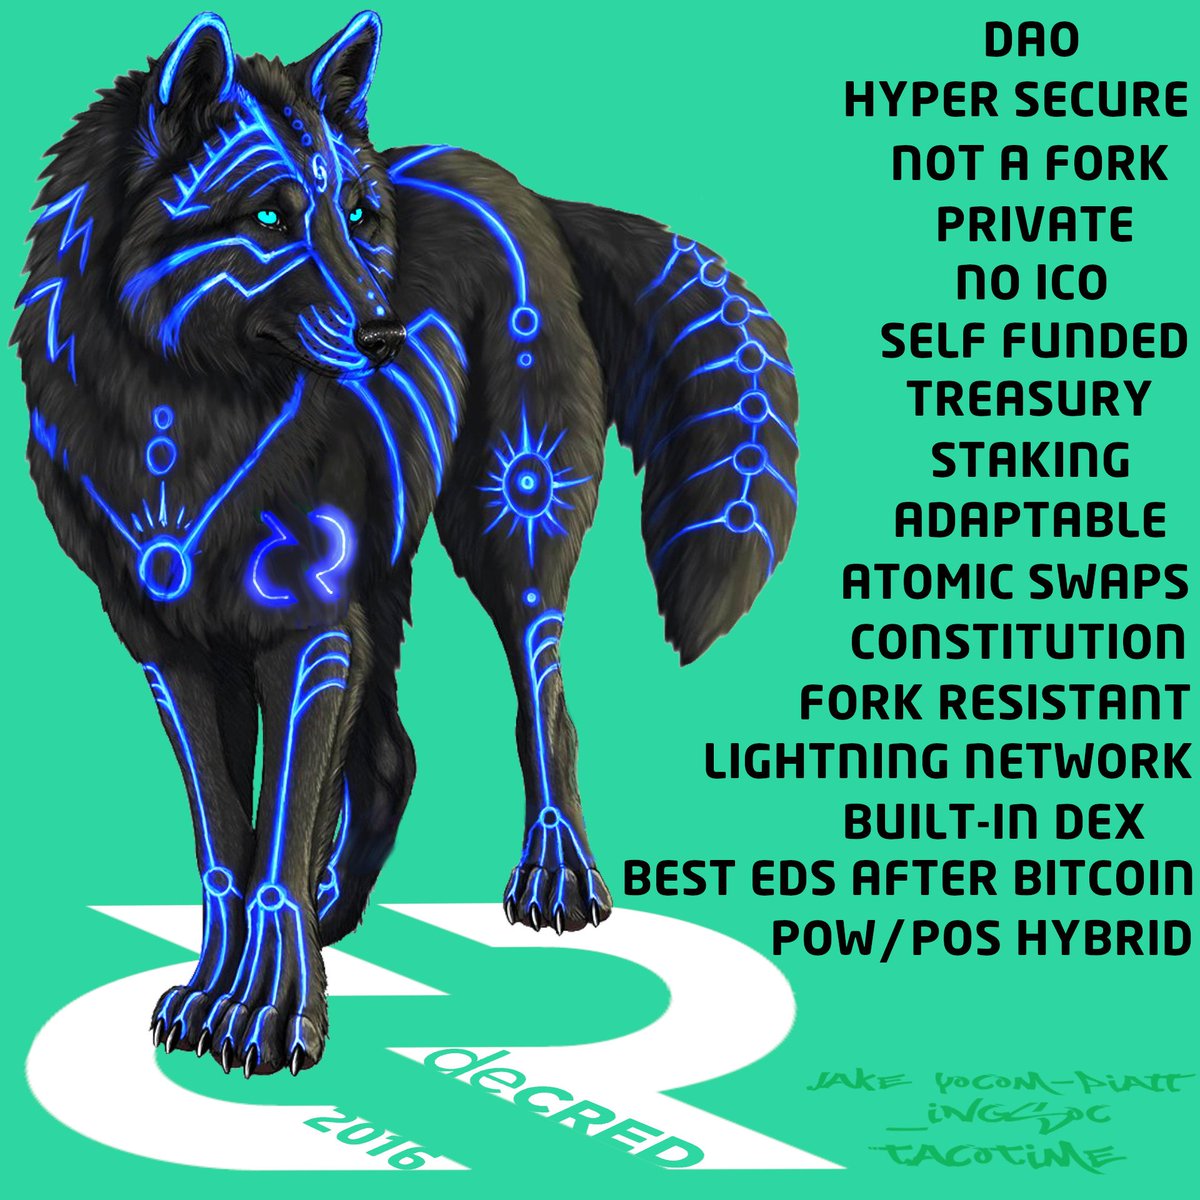 DAO
HYPER SECURE
NOT A FORK
PRIVATE
NO ICO
SELF FUNDED
TREASURY
STAKING
ADAPTABLE
ATOMIC SWAPS
CONSTITUTION
FORK RESISTANT
LIGHTNING NETWORK
BUILT-IN DEX
BEST EDS AFTER BITCOIN
POW/POS HYBRID
deCRED
2016
JAKE YOCOM-PIATT
_INGSOC
TACOTIME